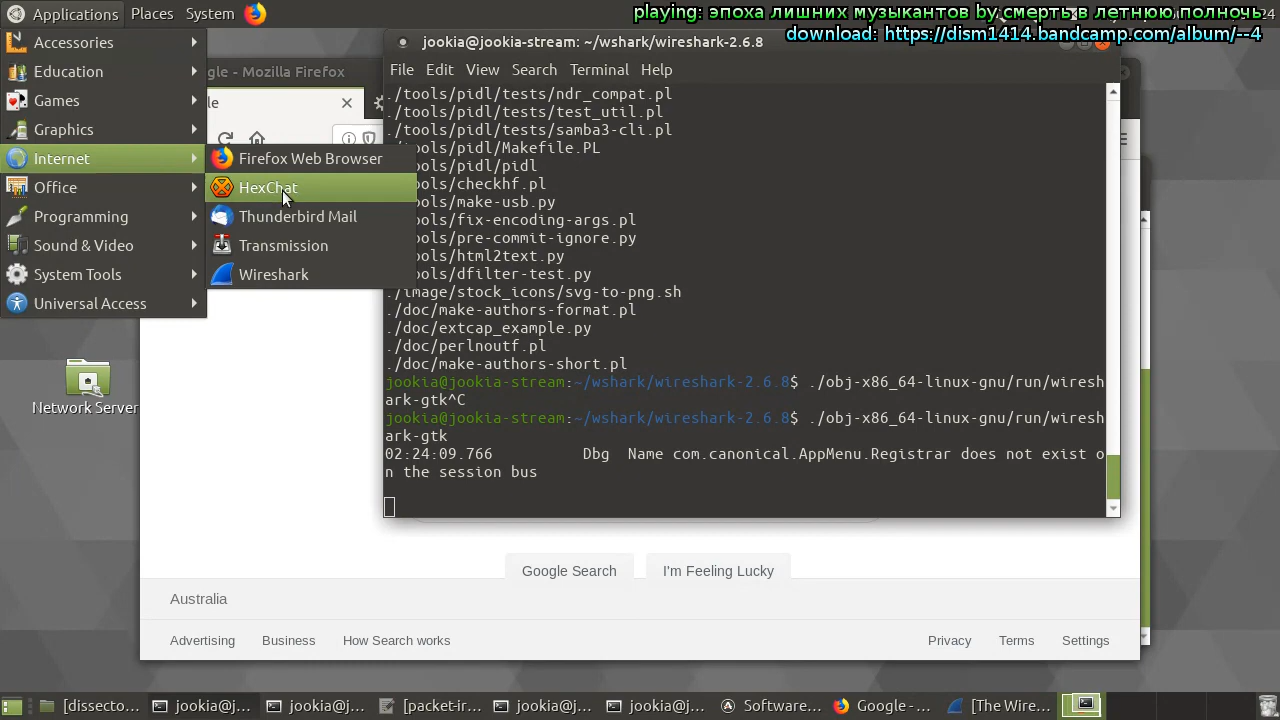 Applications Places System
playing: эпоха лишних музыкантов by смерть в летнюю полночь
download: https://dism1414.bandcamp.com/album/--4
24
Accessories
Education
Games
Graphics
Internet
Office
Programming
Sound & Video
System Tools
Universal Access
Firefox Web Browser
HexChat
Thunderbird Mail
Transmission
Wireshark
gle - Mozilla Firefox
le
jookia@jookia-stream: ~/wshark/wireshark-2.6.8
File Edit View Search Terminal Help
./tools/pidl/tests/ndr_compat.pl
./tools/pidl/tests/test_util.pl
./tools/pidl/tests/samba3-cli.pl
tools/pidl/Makefile.PL
ools/pidl/pidl
ools/checkhf.pl
ools/make-usb.py
ools/fix-encoding-args.pl
ools/pre-commit-ignore.py
ools/html2text.py
ools/dfilter-test.py
./image/stock_icons/svg-to-png.sh
./doc/make-authors-format.pl
./doc/extcap_example.py
./doc/perlnoutf.pl
./doc/make-authors-short.pl
jookia@jookia-stream:~/wshark/wireshark-2.6.8$ ./obj-x86_64-linux-gnu/run/wiresh
ark-gtk^C
jookia@jookia-stream:~/wshark/wireshark-2.6.8$ ./obj-x86_64-linux-gnu/run/wiresh
ark-gtk
02:24:09.766 Dbg Name com.canonical.AppMenu.Registrar does not exist o
n the session bus
Network Server
Google Search I'm Feeling Lucky
Australia
Advertising Business How Search works Privacy Terms Settings
[dissecto... jookia@j... jookia@j... [packet-ir... jookia@jo... jookia@jo... Software... Google - ... [The Wire...